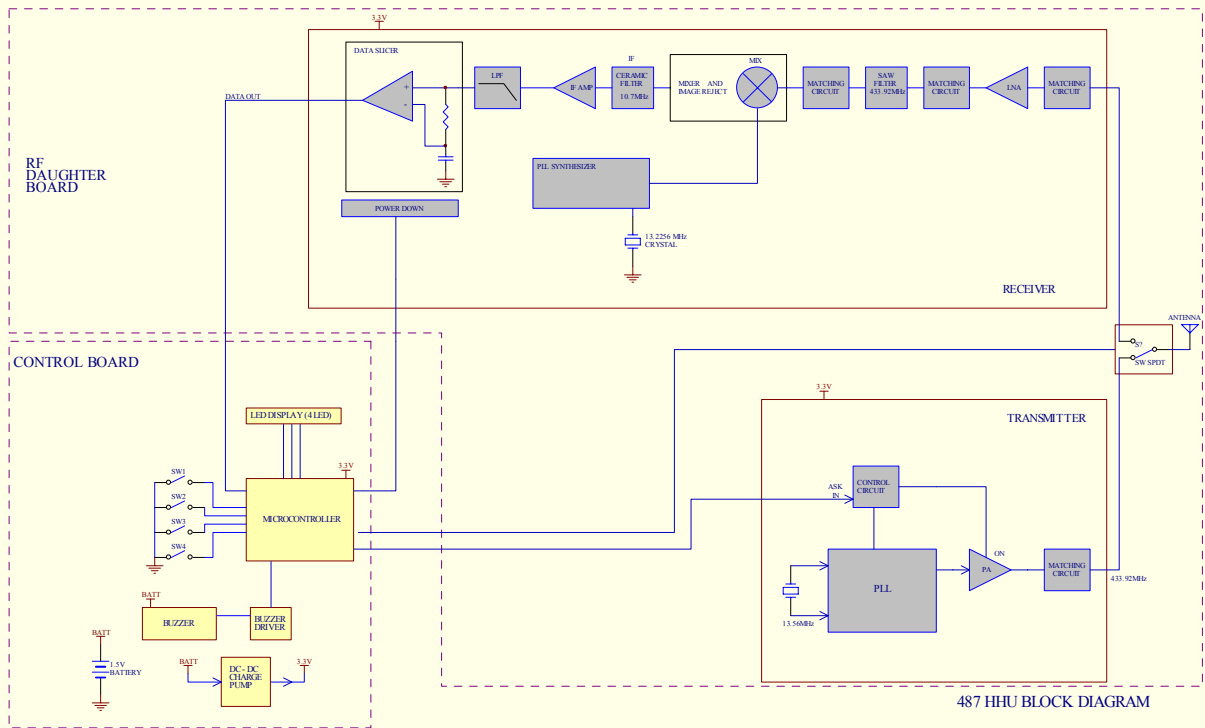 3.3V
DATA SLICER
+
-
LPF
IF AMP
IF
CERAMIC
FILTER
10.7MHz
MIXER AND
IMAGE REJECT
MIX
MATCHING
CIRCUIT
SAW
FILTER
433.92MHz
MATCHING
CIRCUIT
LNA
MATCHING
CIRCUIT
DATA OUT
RF
DAUGHTER
BOARD
PLL SYNTHESIZER
POWER DOWN
13.2256 MHz
CRYSTAL
RECEIVER
ANTENNA
S?
SW SPDT
CONTROL BOARD
3.3V
TRANSMITTER
LED DISPLAY (4 LED)
3.3V
SW1
SW2
SW3
SW4
MICROCONTROLLER
ASK
IN
CONTROL
CIRCUIT
ON
PA
PLL
MATCHING
CIRCUIT
433.92MHz
13.56MHz
BATT
BUZZER
BUZZER
DRIVER
BATT
1.5V
BATTERY
BATT
DC - DC
CHARGE
PUMP
3.3V
487 HHU BLOCK DIAGRAM